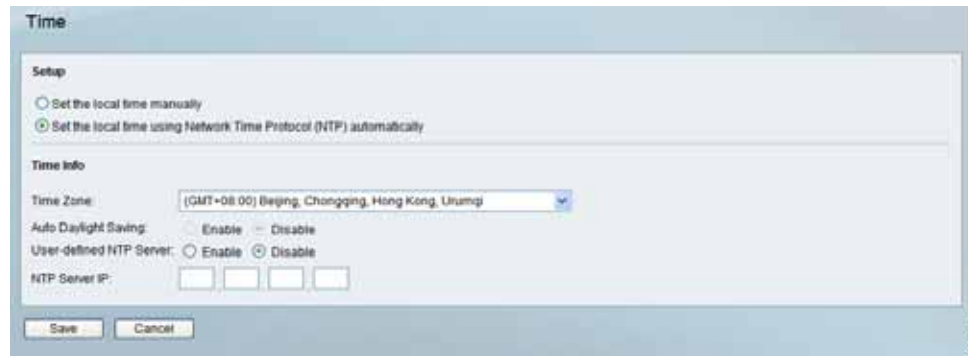 Time
Setup
Set the local time manually
Set the local time using Network Time Protocol (NTP) automatically
Time Info
Time Zone: (GMT+08:00) Beijing, Chongqing, Hong Kong, Urumqi
Auto Daylight Saving: Enable Disable
User-defined NTP Server: Enable Disable
NTP Server IP:
Save Cancel